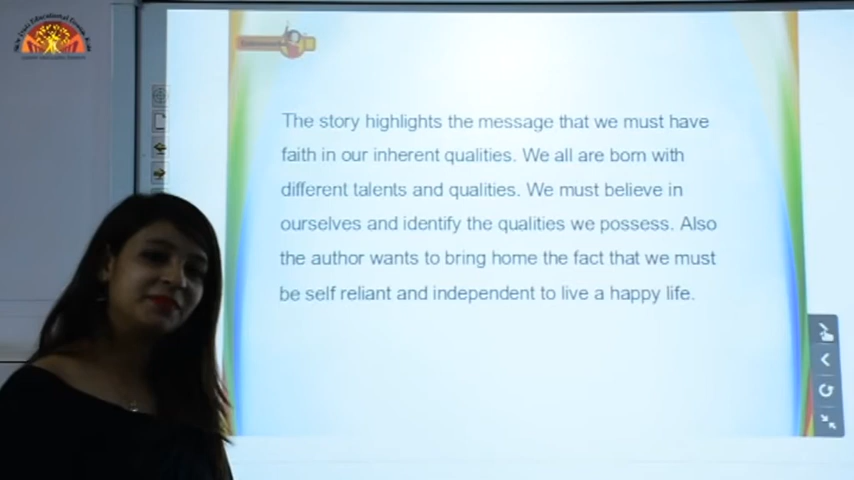 The story highlights the message that we must have
faith in our inherent qualities. We all are born with
different talents and qualities. We must believe in
ourselves and identify the qualities we possess. Also
the author wants to bring home the fact that we must
be self reliant and independent to live a happy life.